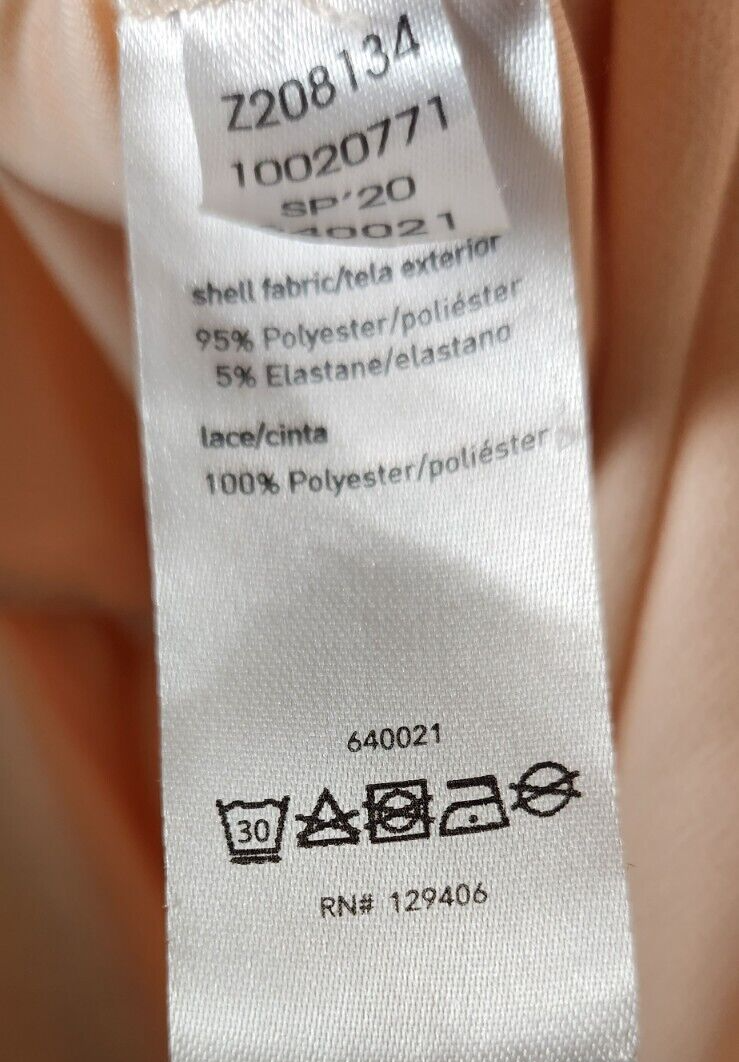 Z208134
10020771
SP'20
640021
shell fabric/tela exterior
95% Polyester/poliéster
5% Elastane/elastano
lace/cinta
100% Polyester/poliéster
640021
30
RN# 129406